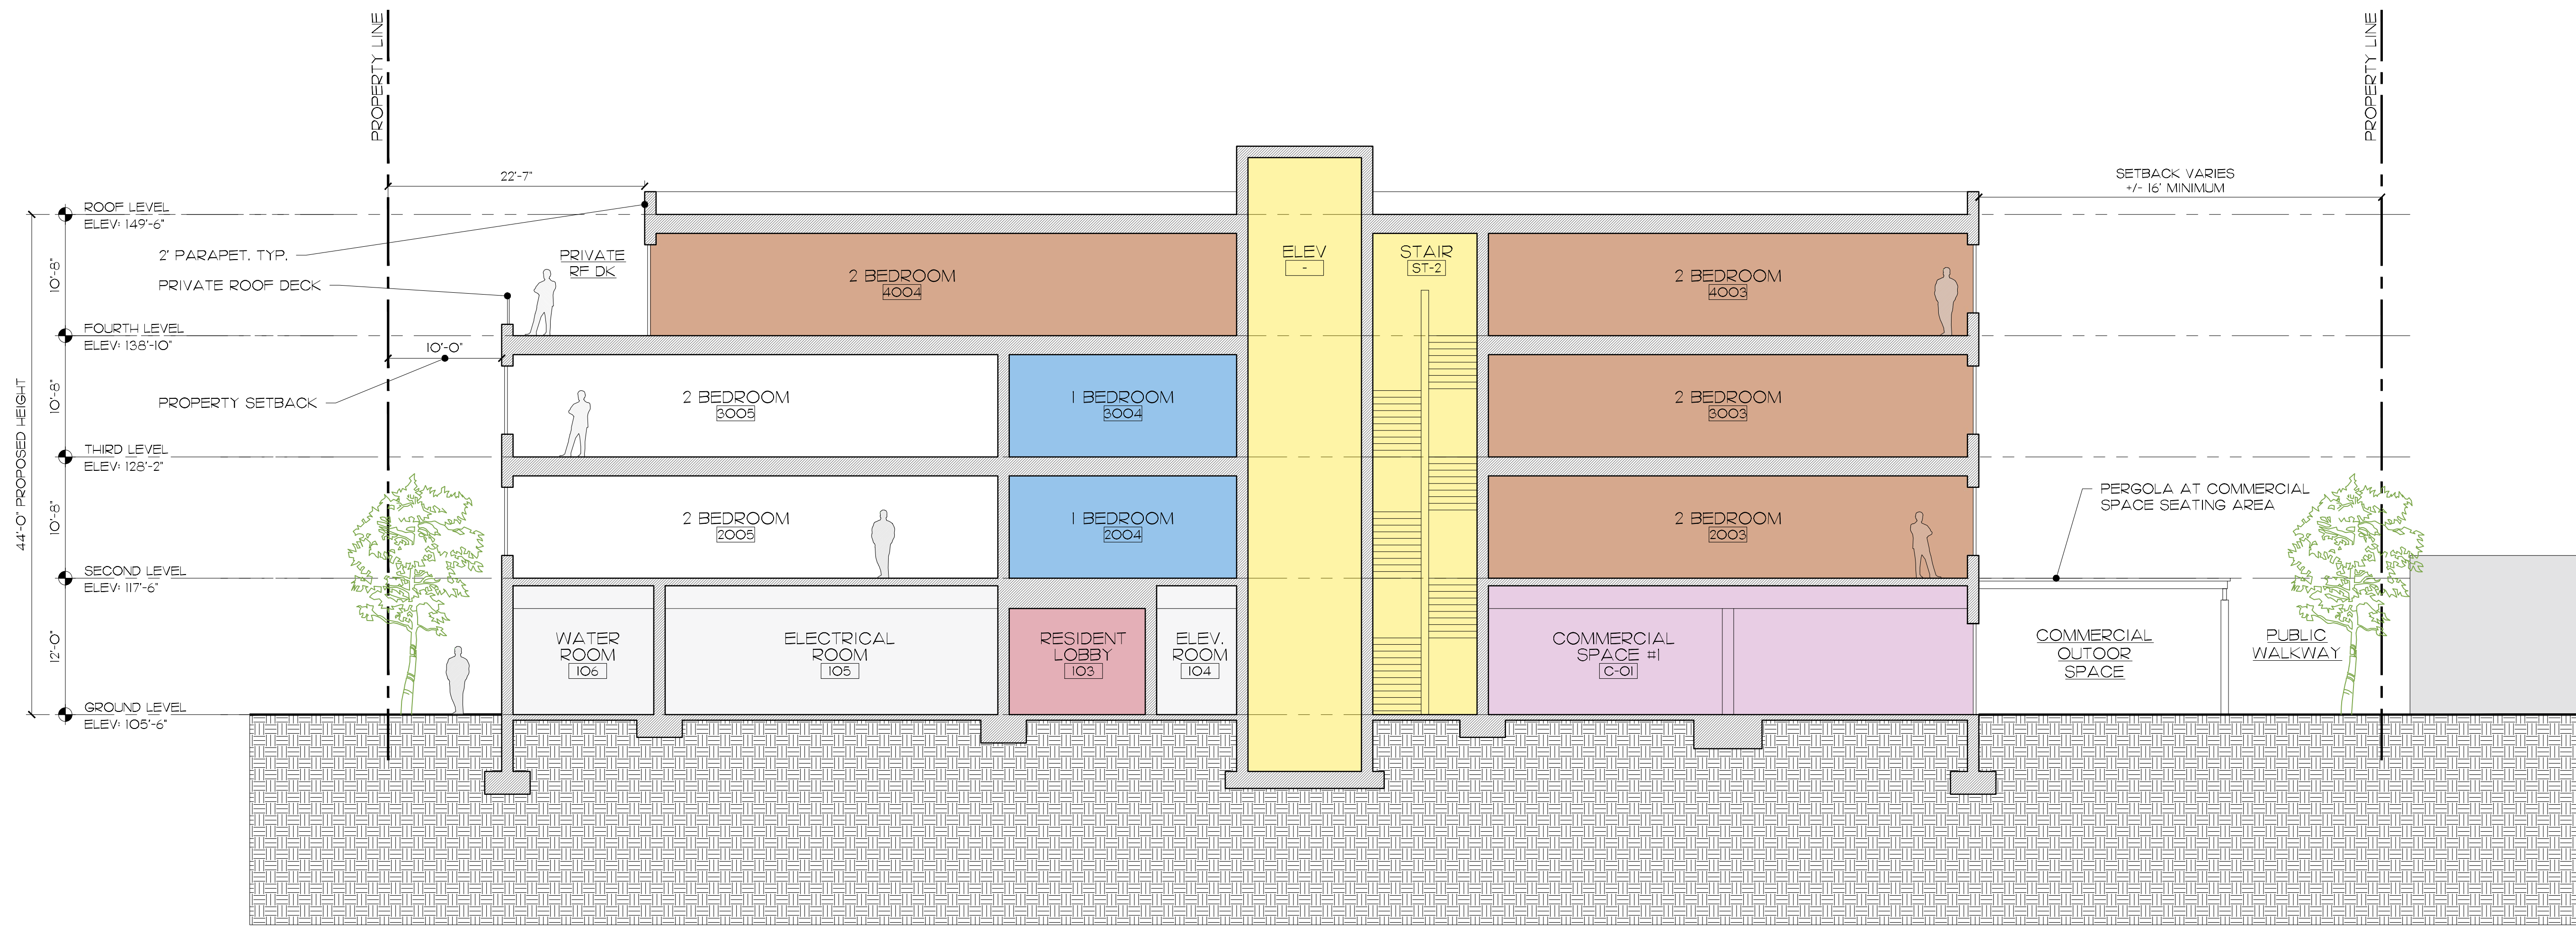 PROPERTY LINE
PROPERTY LINE
22'-7"
SETBACK VARIES
+/- 16' MINIMUM
ROOF LEVEL
ELEV: 149'-6"
2' PARAPET, TYP.
PRIVATE ROOF DECK
PRIVATE
RF DK
10'-8"
2 BEDROOM
4004
ELEV
-
STAIR
ST-2
2 BEDROOM
4003
FOURTH LEVEL
ELEV: 138'-10"
10'-0"
PROPERTY SETBACK
10'-8"
44'-0" PROPOSED HEIGHT
2 BEDROOM
3005
1 BEDROOM
3004
2 BEDROOM
3003
THIRD LEVEL
ELEV: 128'-2"
10'-8"
2 BEDROOM
2005
1 BEDROOM
2004
2 BEDROOM
2003
PERGOLA AT COMMERCIAL
SPACE SEATING AREA
SECOND LEVEL
ELEV: 117'-6"
12'-0"
WATER
ROOM
106
ELECTRICAL
ROOM
105
RESIDENT
LOBBY
103
ELEV.
ROOM
104
COMMERCIAL
SPACE #1
C-01
COMMERCIAL
OUTOOR
SPACE
PUBLIC
WALKWAY
GROUND LEVEL
ELEV: 105'-6"